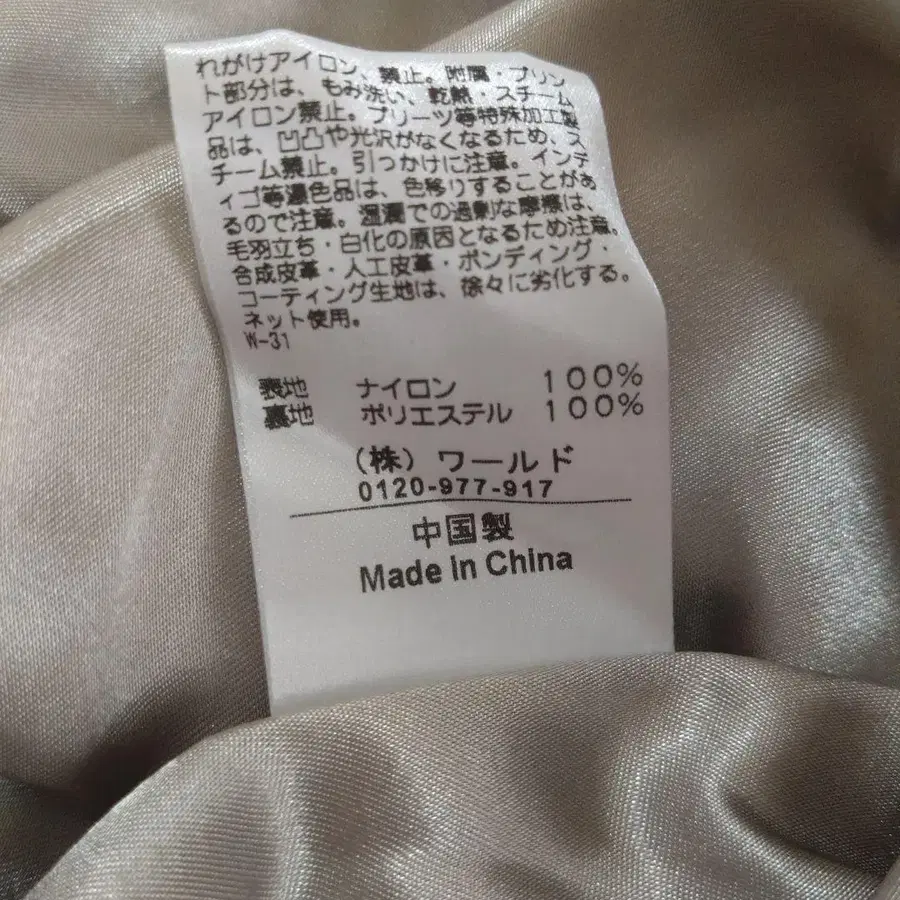 れがけアイロン、禁止。附属・プリン
ト部分は、もみ洗い、乾熱・スチーム
アイロン禁止。プリーツ等特殊加工製
品は、凹凸や光沢がなくなるため、ス
チーム禁止。引つかけに注意。インデ
ィゴ等濃色品は、色移りすることがあ
るので注意。湿潤での過剰な摩擦は、
毛羽立ち・白化の原因となるため注意。
合成皮革・人工皮革・ボンディング・
コーティング生地は、徐々に劣化する。
ネット使用。
W-31
表地 ナイロン 100%
裏地 ポリエステル 100%
(株)ワールド
0120-977-917
中国製
Made in China